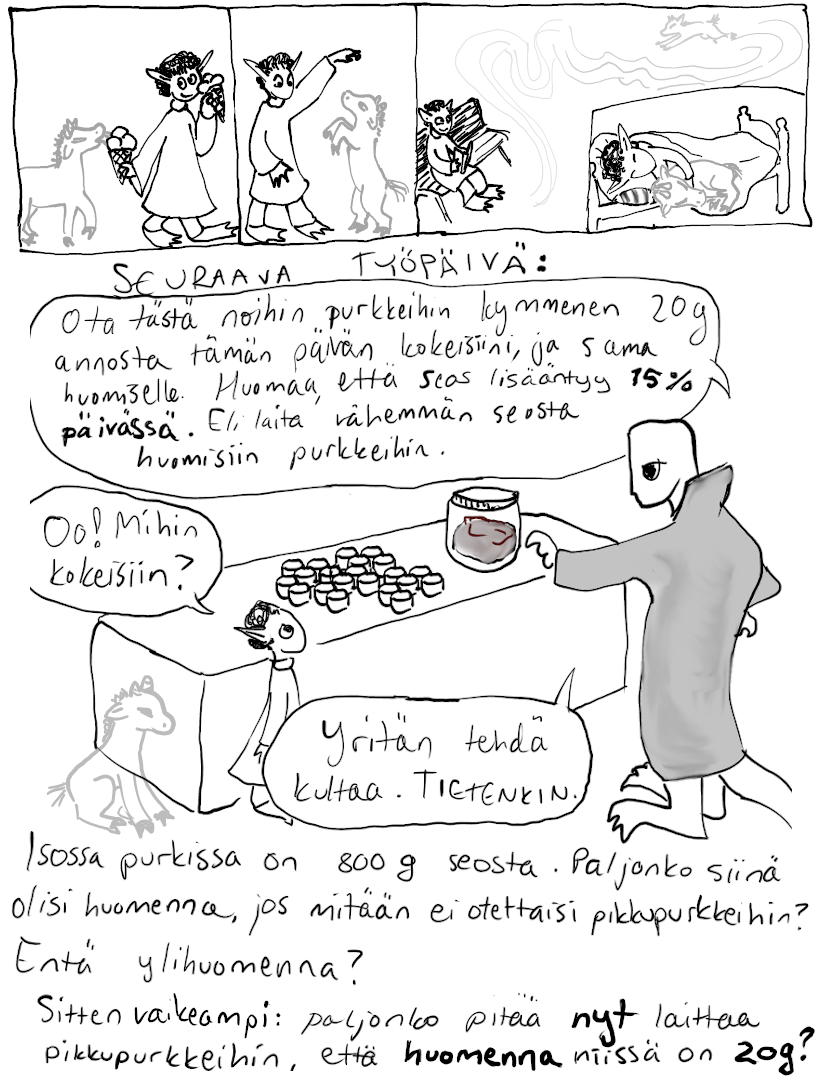 SEURAAVA TYÖPÄIVÄ:
Ota tästä noihin purkkeihin kymmenen 20g
annosta tämän päivän kokeisiini, ja sama
huomiselle. Huomaa, että seos lisääntyy 15%
päivässä. Eli laita vähemmän seosta
huomisiin purkkeihin.
Oo! Mihin
kokeisiin?
Yritän tehdä
kultaa. TIETENKIN.
Isossa purkissa on 800 g seosta. Paljonko siinä
olisi huomenna, jos mitään ei otettaisi pikkupurkkeihin?
Entä ylihuomenna?
Sitten vaikeampi: paljonko pitää nyt laittaa
pikkupurkkeihin, että huomenna niissä on 20g?